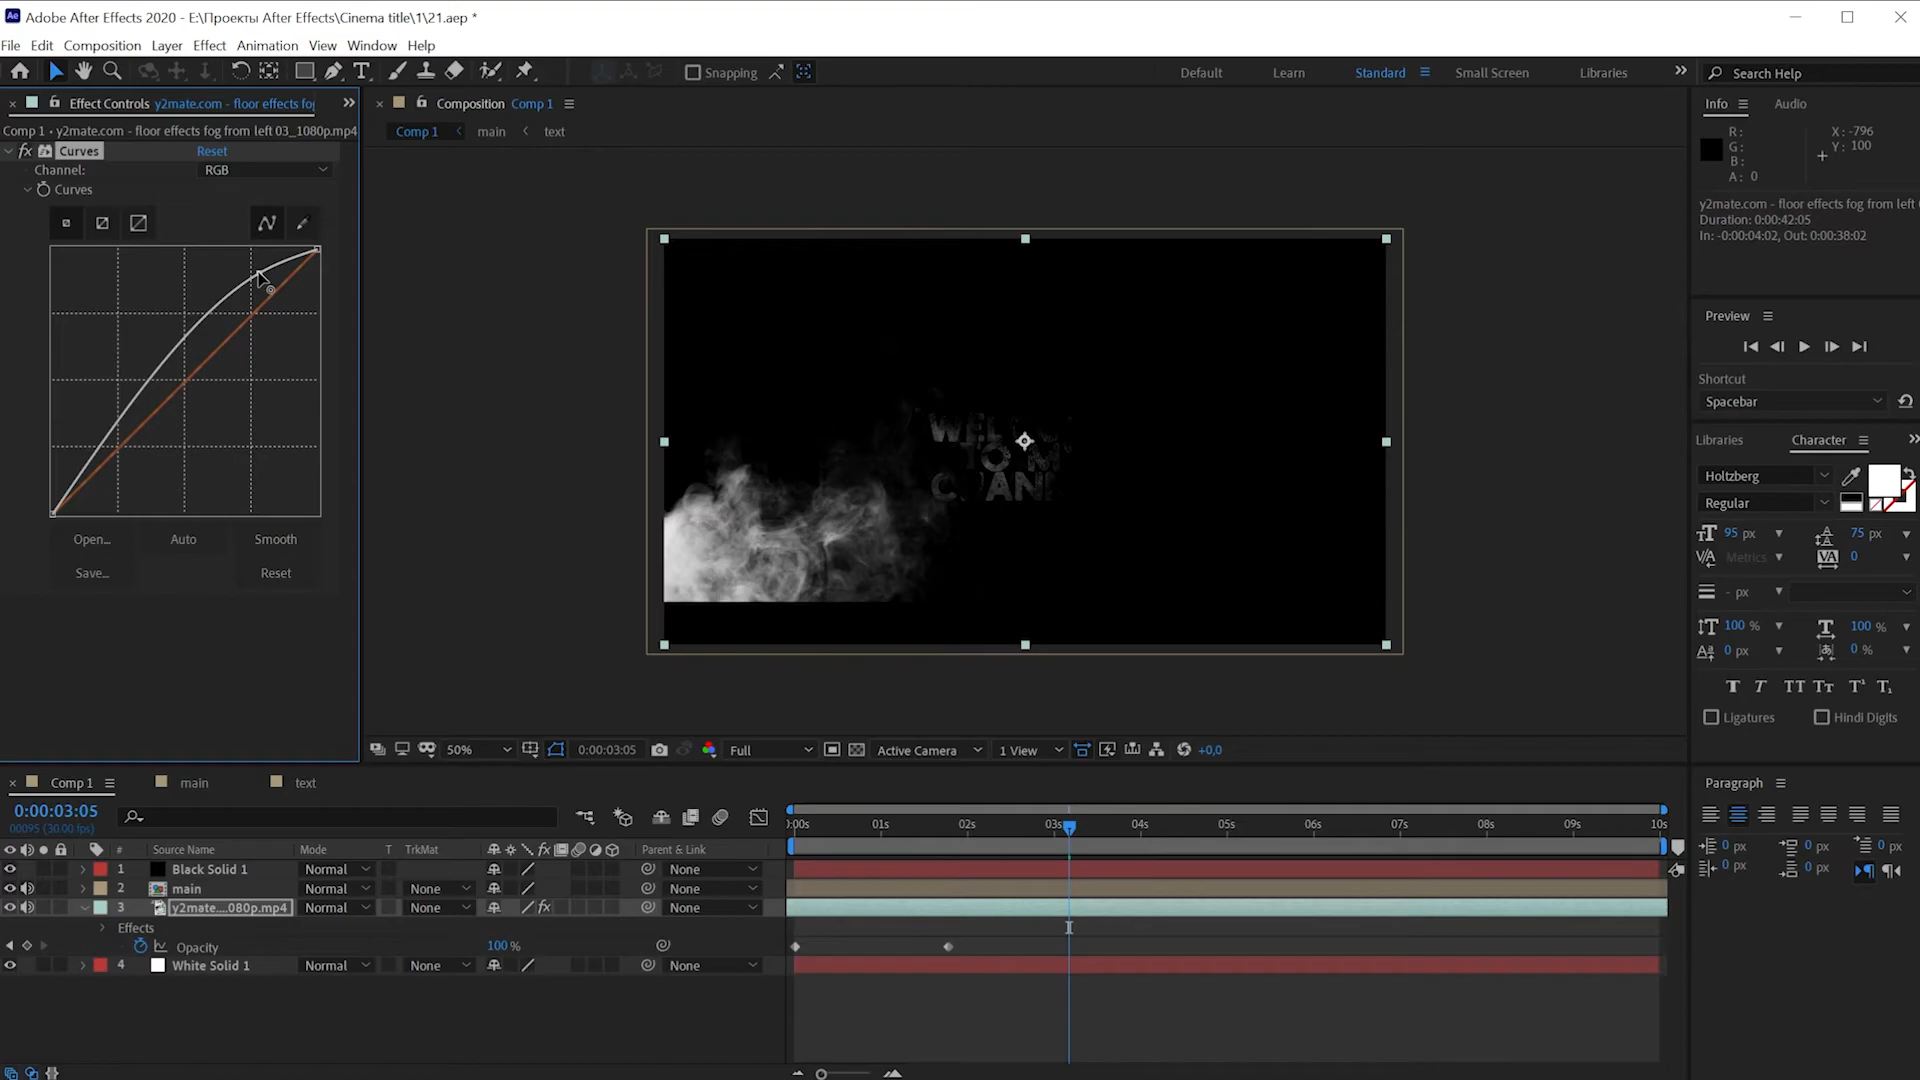 Adobe After Effects 2020 - E:\Проекты After Effects\Cinema title\1\21.aep *
File Edit Composition Layer Effect Animation View Window Help
Snapping Default Learn Standard Small Screen Libraries Search Help
Effect Controls y2mate.com - floor effects fog
Comp 1 • y2mate.com - floor effects fog from left 03_1080p.mp4
fx Curves Reset
Channel: RGB
Curves
Open... Auto Smooth
Save... Reset
Composition Comp 1
Comp 1 main text
TO M
50% 0:00:03:05 Full Active Camera 1 View +0,0
Info Audio
R: X: -796
G: Y: 100
B:
A: 0
y2mate.com - floor effects fog from left
Duration: 0:00:42:05
In: -0:00:04:02, Out: 0:00:38:02
Preview
Shortcut
Spacebar
Libraries Character
Holtzberg
Regular
95 px 75 px
Metrics 0
- px
100 % 100 %
0 px 0 %
T T TT Tт T¹ T₁
Ligatures Hindi Digits
Comp 1 main text
0:00:03:05
00095 (30.00 fps)
# Source Name Mode T TrkMat fx Parent & Link
:00s 01s 02s 03s 04s 05s 06s 07s 08s 09s 10s
1 Black Solid 1 Normal None
2 main Normal None None
3 y2mate....080p.mp4 Normal None fx None
Effects
Opacity 100 %
4 White Solid 1 Normal None None
Paragraph
0 px 0 px 0 px
0 px 0 px